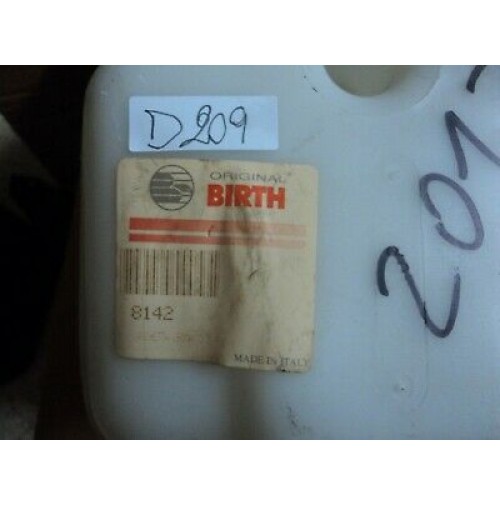 D209
ORIGINAL
BIRTH
8142
MADE IN ITALY
201